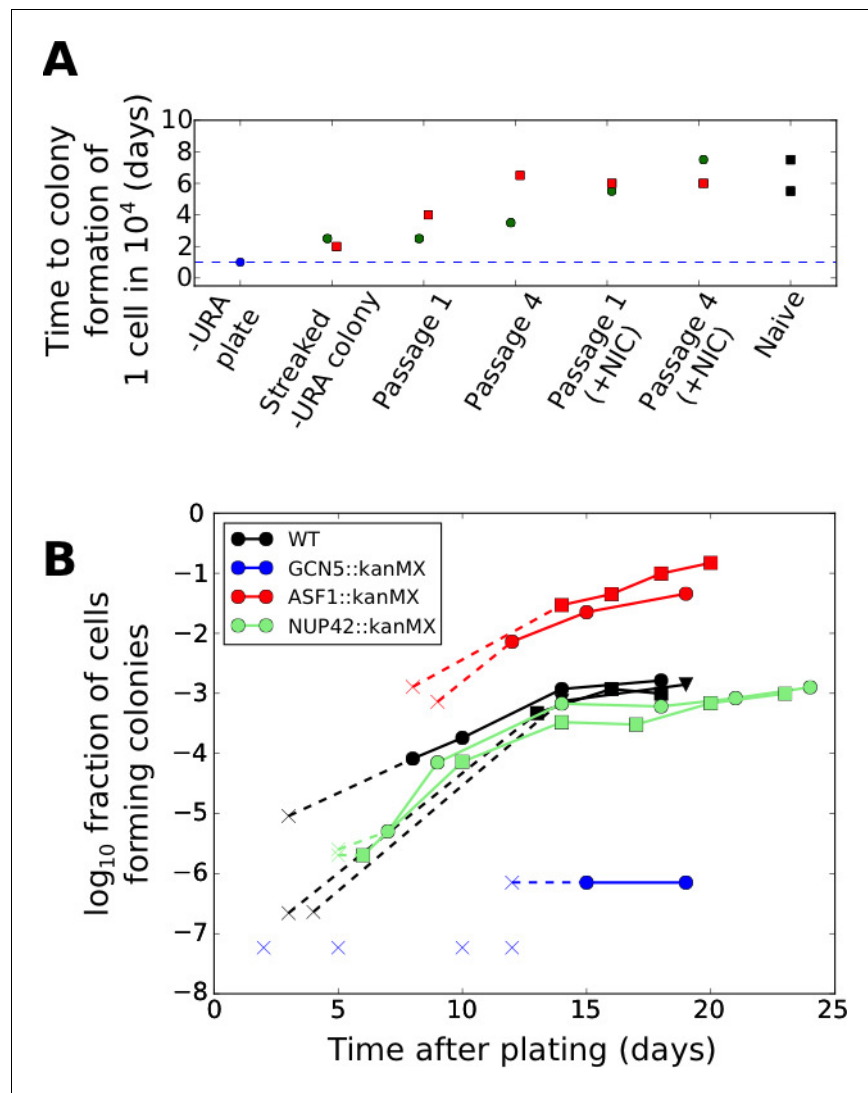 A
Time to colony
formation of
1 cell in 10⁴ (days)
10
8
6
4
2
0
-URA
plate
Streaked
-URA colony
Passage 1
Passage 4
Passage 1
(+NIC)
Passage 4
(+NIC)
Naive
B
log₁₀ fraction of cells
forming colonies
0
−1
−2
−3
−4
−5
−6
−7
−8
WT
GCN5::kanMX
ASF1::kanMX
NUP42::kanMX
0 5 10 15 20 25
Time after plating (days)